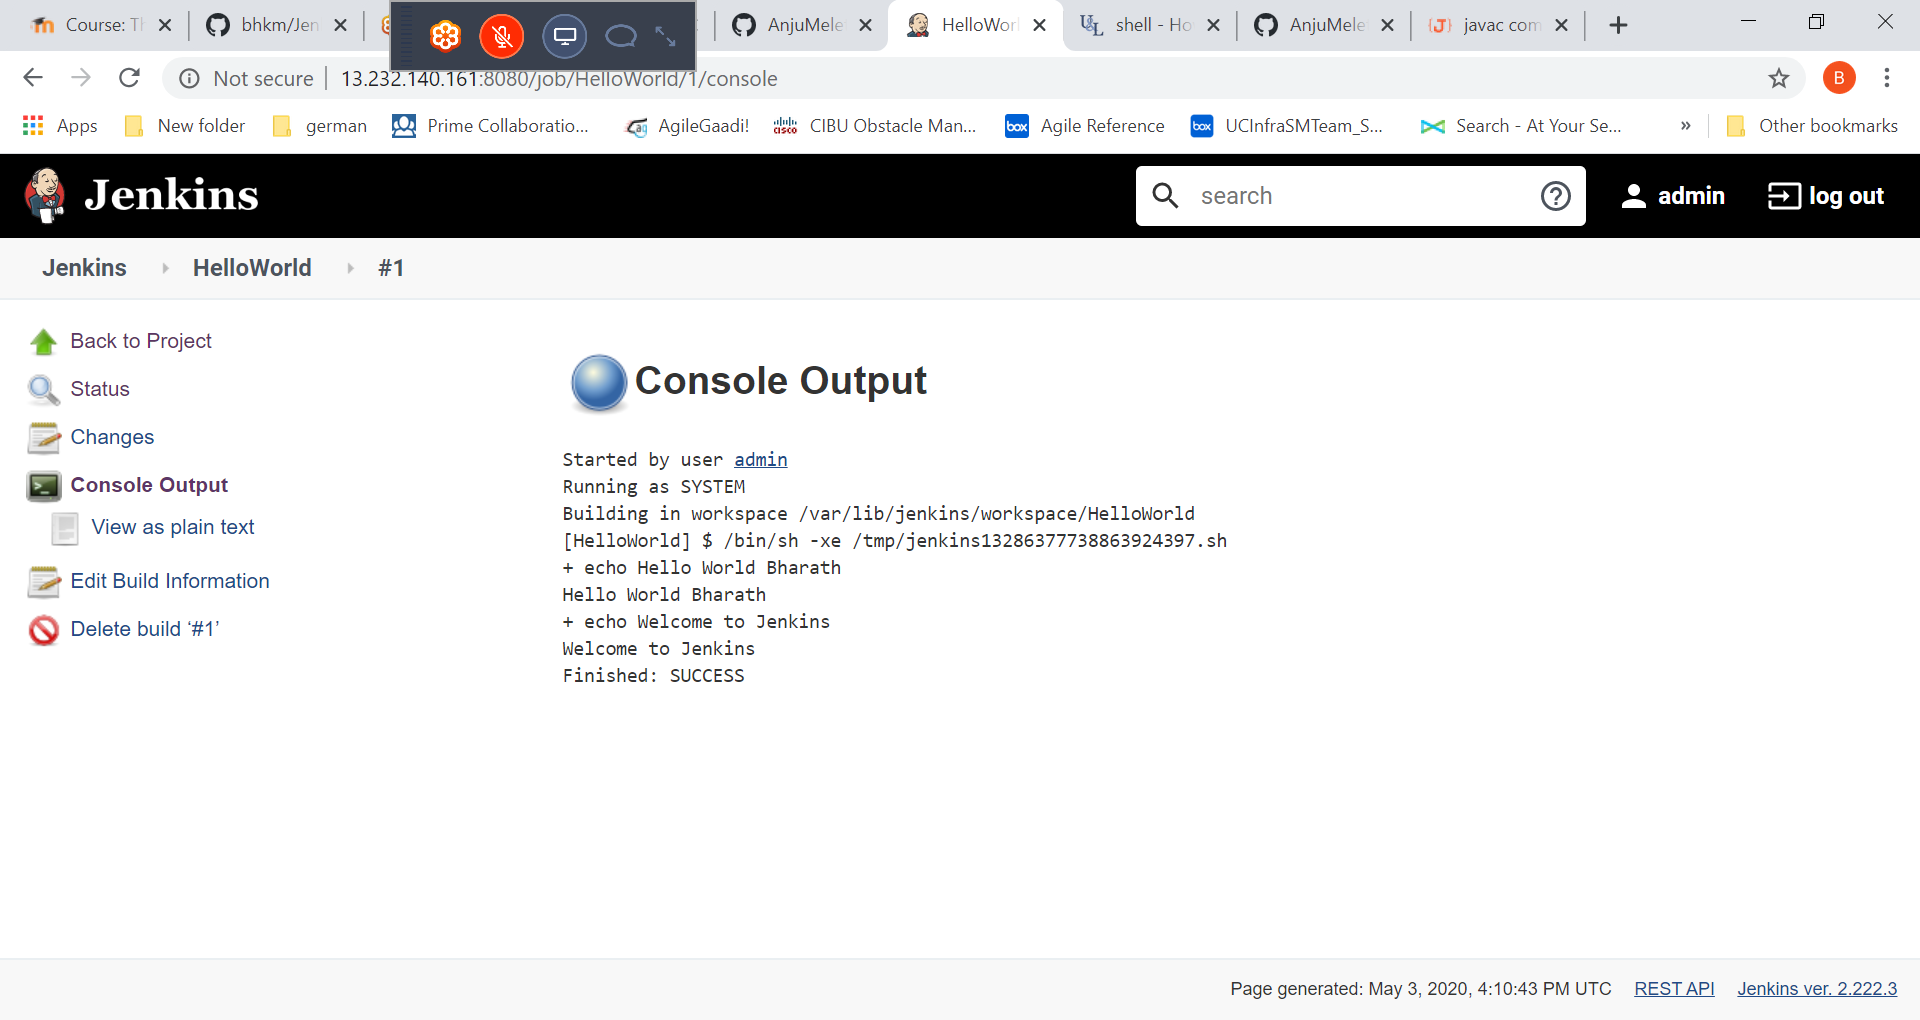 Course: Th
bhkm/Jen
AnjuMele
HelloWorl
shell - Ho
AnjuMele
javac com
Not secure
13.232.140.161:8080/job/HelloWorld/1/console
B
Apps
New folder
german
Prime Collaboratio...
AgileGaadi!
CIBU Obstacle Man...
Agile Reference
UCInfraSMTeam_S...
Search - At Your Se...
»
Other bookmarks
Jenkins
search
admin
log out
Jenkins
HelloWorld
#1
Back to Project
Status
Changes
Console Output
View as plain text
Edit Build Information
Delete build ‘#1’
Console Output
Started by user admin
Running as SYSTEM
Building in workspace /var/lib/jenkins/workspace/HelloWorld
[HelloWorld] $ /bin/sh -xe /tmp/jenkins13286377738863924397.sh
+ echo Hello World Bharath
Hello World Bharath
+ echo Welcome to Jenkins
Welcome to Jenkins
Finished: SUCCESS
Page generated: May 3, 2020, 4:10:43 PM UTC
REST API
Jenkins ver. 2.222.3